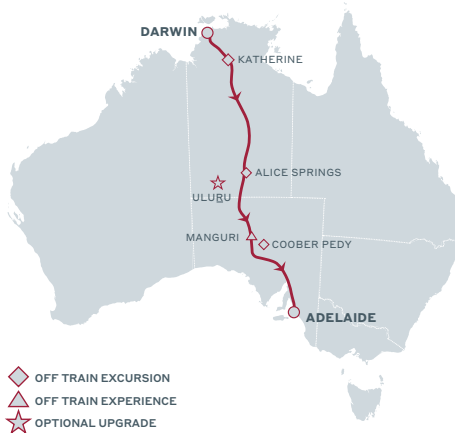 DARWIN
KATHERINE
ALICE SPRINGS
ULURU
MANGURI
COOBER PEDY
ADELAIDE
OFF TRAIN EXCURSION
OFF TRAIN EXPERIENCE
OPTIONAL UPGRADE